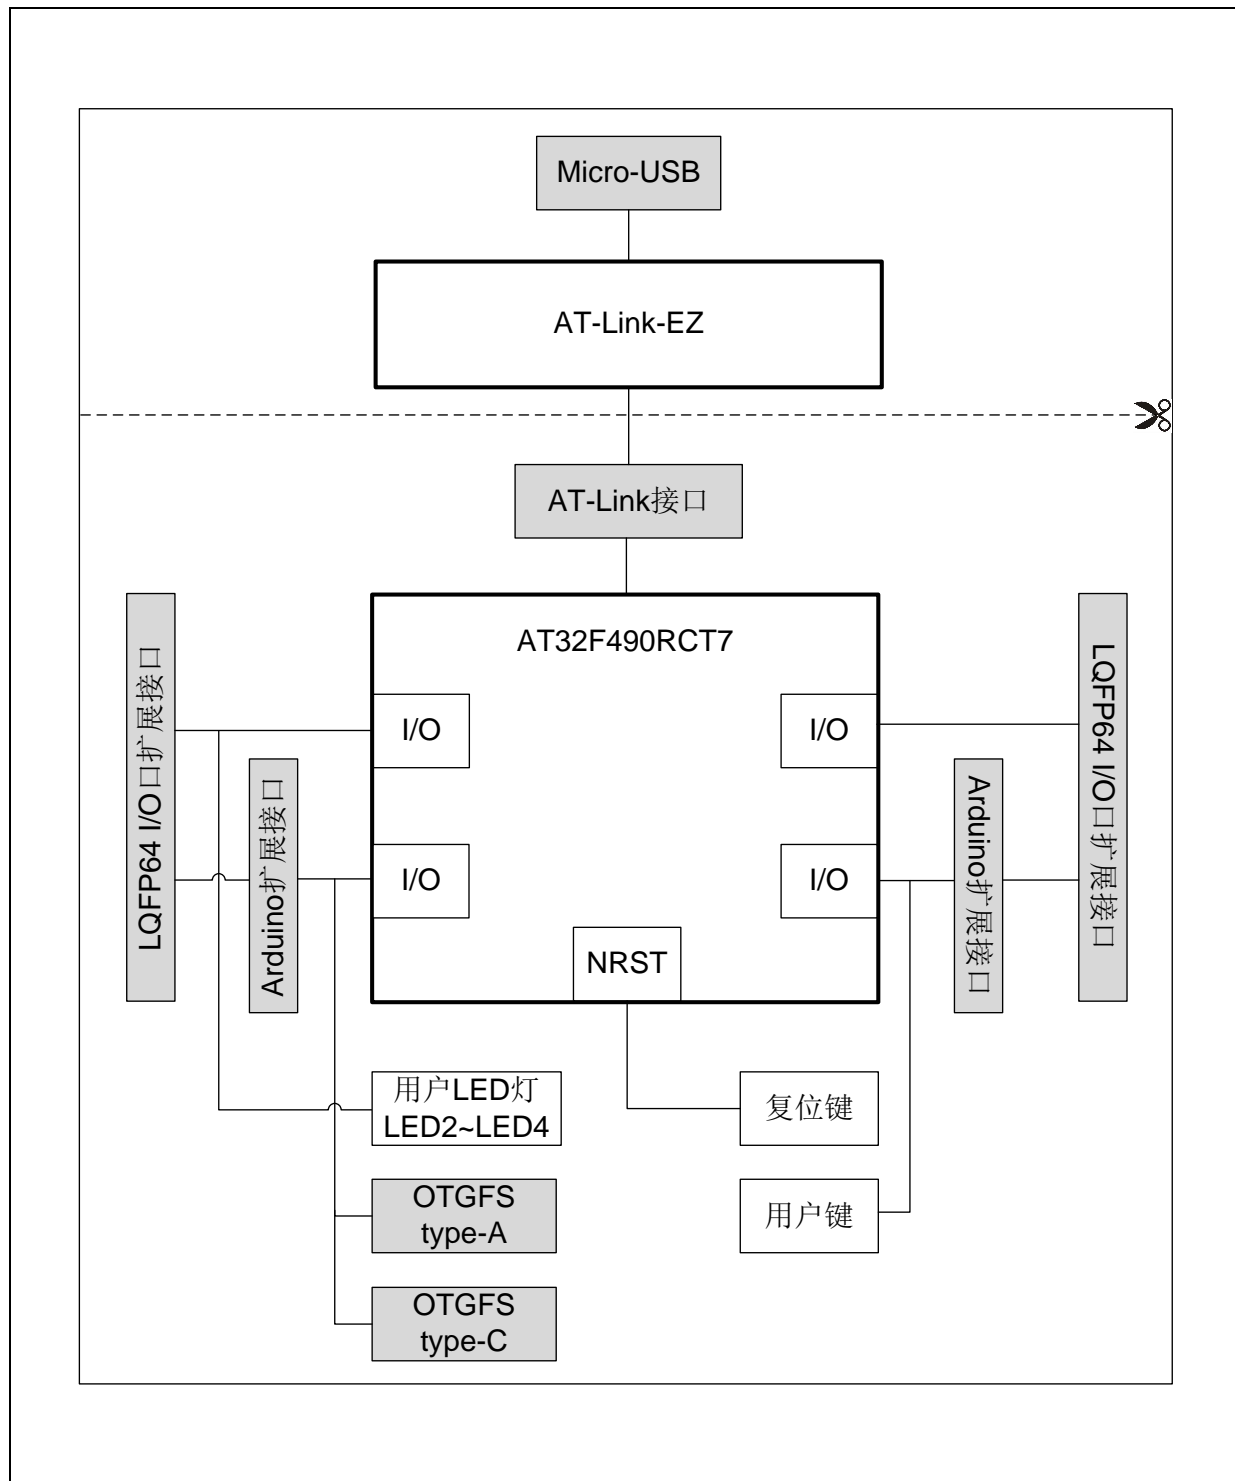 Micro-USB
AT-Link-EZ
AT-Link接口
AT32F490RCT7
LQFP64 I/O口扩展接口
I/O
I/O
LQFP64 I/O口扩展接口
Arduino扩展接口
I/O
I/O
Arduino扩展接口
NRST
用户LED灯
LED2~LED4
复位键
OTGFS
type-A
用户键
OTGFS
type-C